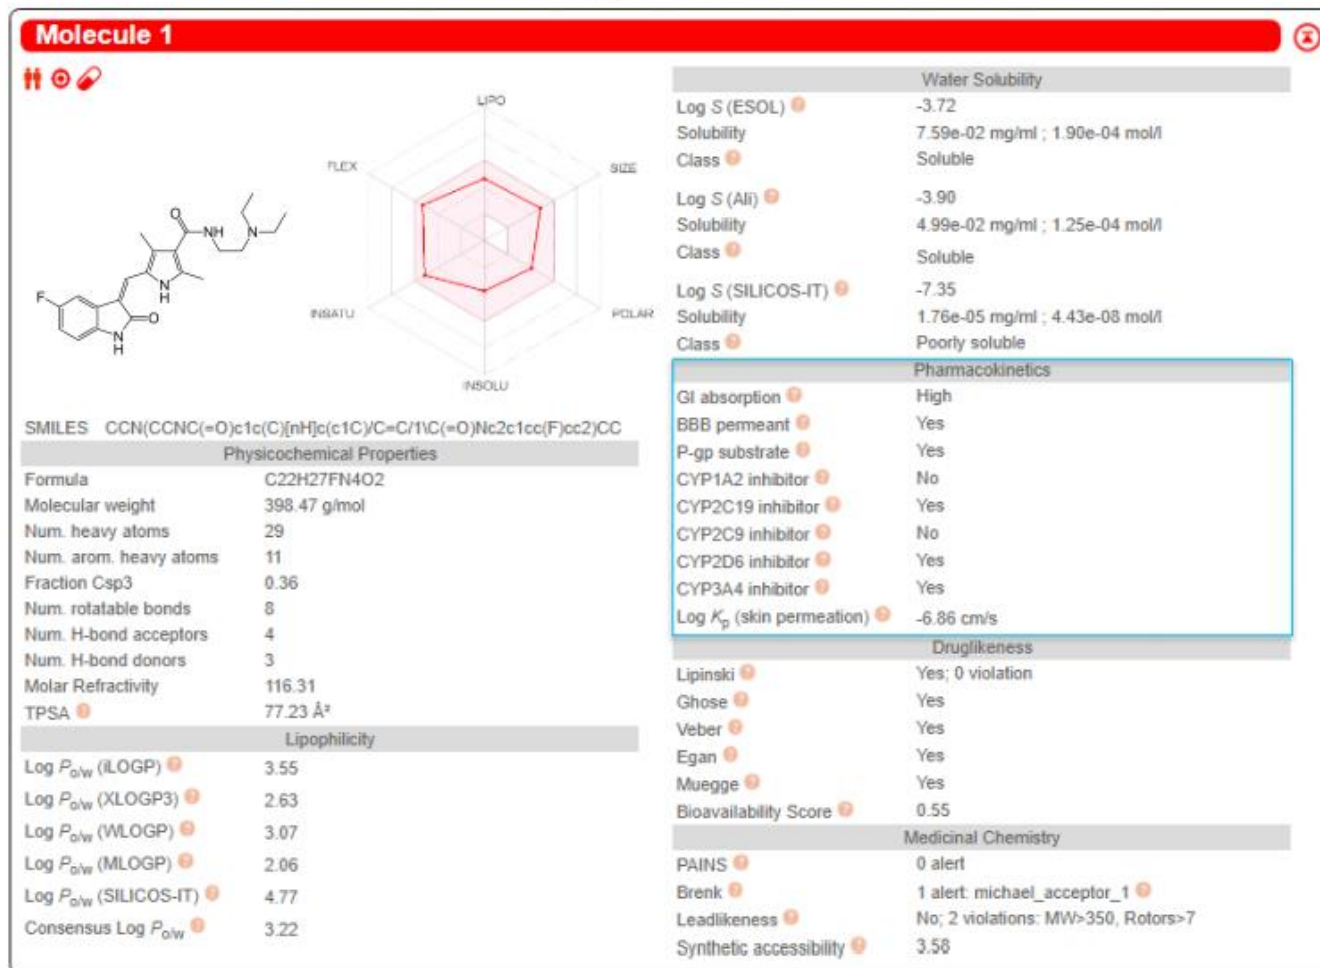 Molecule 1
LIPO
FLEX
SIZE
INSATU
POLAR
INSOLU
O
NH
N
F
N
H
O
N
H
SMILES CCN(CCNC(=O)c1c(C)[nH]c(c1C)/C=C/1\C(=O)Nc2c1cc(F)cc2)CC
Physicochemical Properties
Formula C22H27FN4O2
Molecular weight 398.47 g/mol
Num. heavy atoms 29
Num. arom. heavy atoms 11
Fraction Csp3 0.36
Num. rotatable bonds 8
Num. H-bond acceptors 4
Num. H-bond donors 3
Molar Refractivity 116.31
TPSA ? 77.23 Å²
Lipophilicity
Log Po/w (iLOGP) ? 3.55
Log Po/w (XLOGP3) ? 2.63
Log Po/w (WLOGP) ? 3.07
Log Po/w (MLOGP) ? 2.06
Log Po/w (SILICOS-IT) ? 4.77
Consensus Log Po/w ? 3.22
Water Solubility
Log S (ESOL) ? -3.72
Solubility 7.59e-02 mg/ml ; 1.90e-04 mol/l
Class ? Soluble
Log S (Ali) ? -3.90
Solubility 4.99e-02 mg/ml ; 1.25e-04 mol/l
Class ? Soluble
Log S (SILICOS-IT) ? -7.35
Solubility 1.76e-05 mg/ml ; 4.43e-08 mol/l
Class ? Poorly soluble
Pharmacokinetics
GI absorption ? High
BBB permeant ? Yes
P-gp substrate ? Yes
CYP1A2 inhibitor ? No
CYP2C19 inhibitor ? Yes
CYP2C9 inhibitor ? No
CYP2D6 inhibitor ? Yes
CYP3A4 inhibitor ? Yes
Log Kp (skin permeation) ? -6.86 cm/s
Druglikeness
Lipinski ? Yes; 0 violation
Ghose ? Yes
Veber ? Yes
Egan ? Yes
Muegge ? Yes
Bioavailability Score ? 0.55
Medicinal Chemistry
PAINS ? 0 alert
Brenk ? 1 alert: michael_acceptor_1 ?
Leadlikeness ? No; 2 violations: MW>350, Rotors>7
Synthetic accessibility ? 3.58